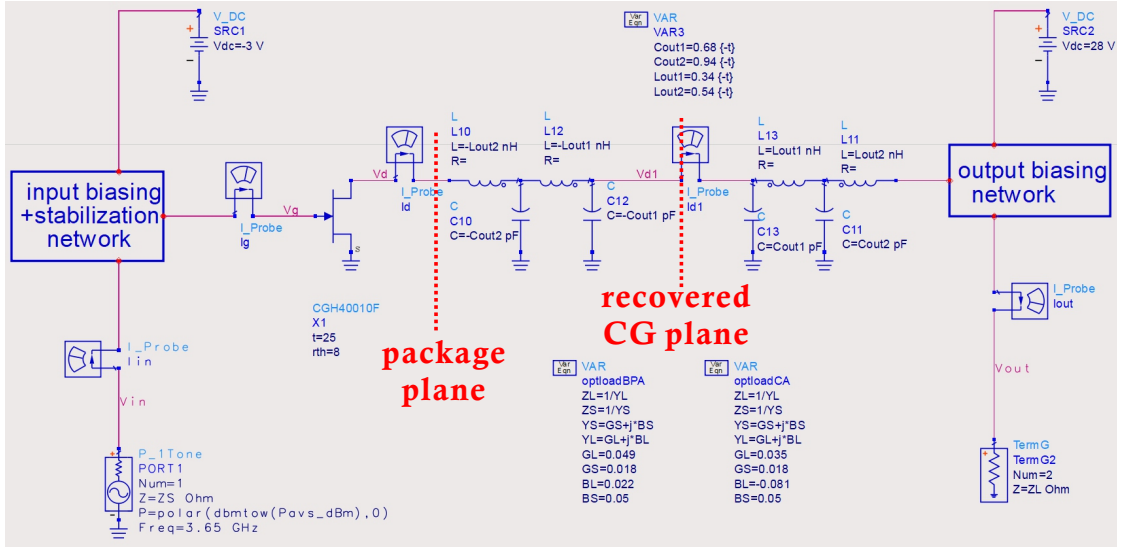 V_DC
SRC1
Vdc=-3 V
+
-
Var
Eqn
VAR
VAR3
Cout1=0.68 {-t}
Cout2=0.94 {-t}
Lout1=0.34 {-t}
Lout2=0.54 {-t}
V_DC
SRC2
Vdc=28 V
+
-
L
L10
L=-Lout2 nH
R=
L
L12
L=-Lout1 nH
R=
L
L13
L=Lout1 nH
R=
L
L11
L=Lout2 nH
R=
input biasing
+stabilization
network
I_Probe
Ig
Vg
Vd
S
I_Probe
Id
C
C10
C=-Cout2 pF
C
C12
C=-Cout1 pF
Vd1
I_Probe
Id1
C
C13
C=Cout1 pF
C
C11
C=Cout2 pF
output biasing
network
CGH40010F
X1
t=25
rth=8
package
plane
recovered
CG plane
I_Probe
Iin
Vin
I_Probe
Iout
Vout
Var
Eqn
VAR
optloadBPA
ZL=1/YL
ZS=1/YS
YS=GS+j*BS
YL=GL+j*BL
GL=0.049
GS=0.018
BL=0.022
BS=0.05
Var
Eqn
VAR
optloadCA
ZL=1/YL
ZS=1/YS
YS=GS+j*BS
YL=GL+j*BL
GL=0.035
GS=0.018
BL=-0.081
BS=0.05
+
-
P_1Tone
PORT1
Num=1
Z=ZS Ohm
P=polar(dbmtow(Pavs_dBm),0)
Freq=3.65 GHz
+
TermG
TermG2
Num=2
Z=ZL Ohm